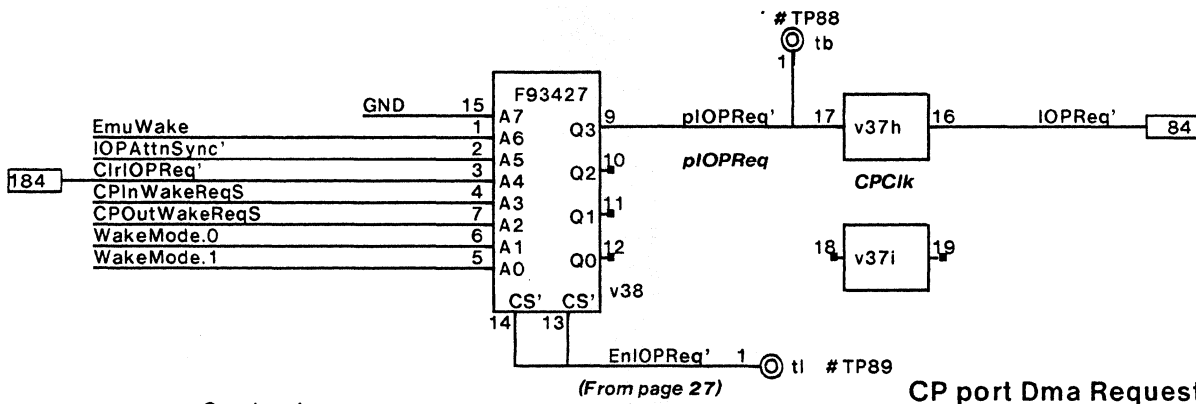 #TP88
tb
1
F93427
GND 15 A7
EmuWake 1 A6
IOPAttnSync' 2 A5
ClrIOPReq' 3 A4
184
CPInWakeReqS 4 A3
CPOutWakeReqS 7 A2
WakeMode.0 6 A1
WakeMode.1 5 A0
Q3 9 pIOPReq' 17 v37h 16 IOPReq' 84
pIOPReq
CPClk
Q2 10
Q1 11
Q0 12
18 v37i 19
v38
CS' CS'
14 13
EnIOPReq' 1 tl #TP89
(From page 27)
CP port Dma Request